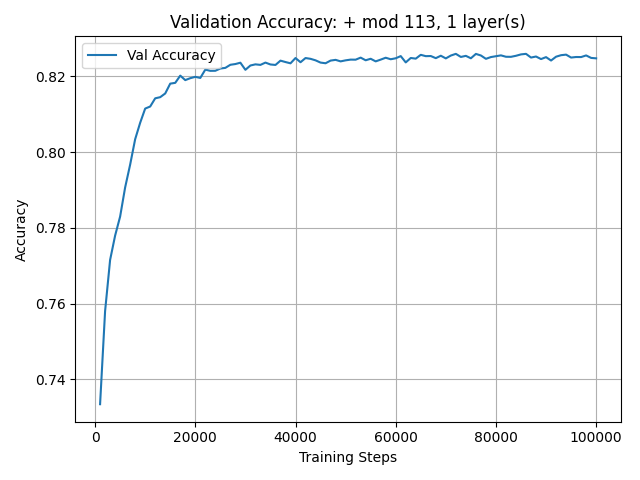 Validation Accuracy: + mod 113, 1 layer(s)
Val Accuracy
0.82
0.80
0.78
0.76
0.74
Accuracy
0
20000
40000
60000
80000
100000
Training Steps